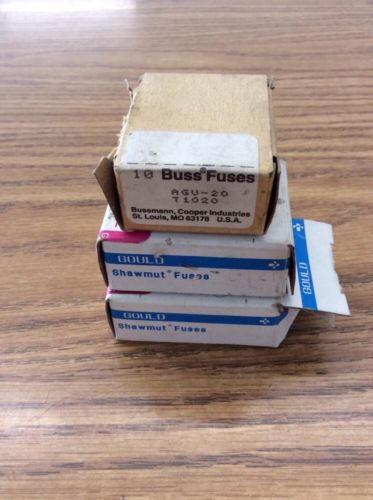 10 Buss Fuses
AGU-20
T1020
Bussmann, Cooper Industries
St. Louis, MO 63178 U.S.A.
G
GOULD
Shawmut Fuses
GOULD
GOULD
Shawmut Fuses